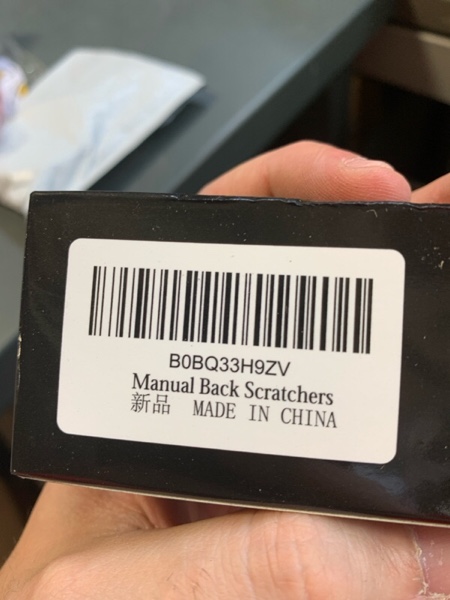 B0BQ33H9ZV
Manual Back Scratchers
新品 MADE IN CHINA